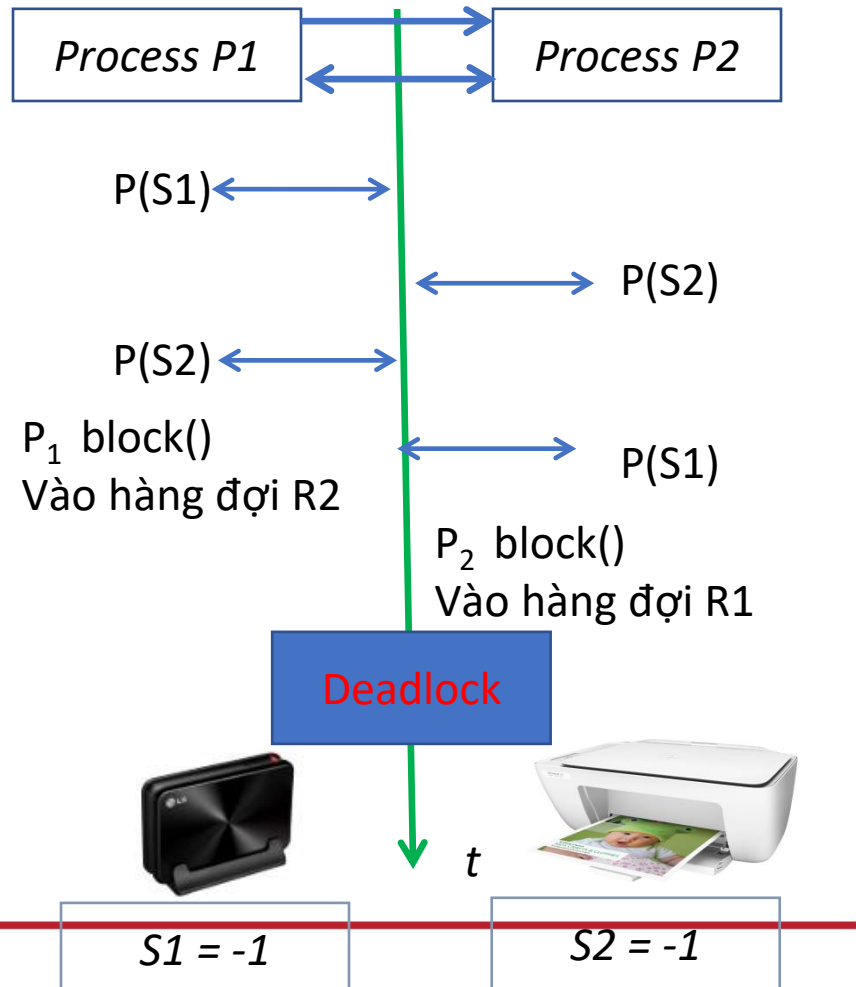 Process P1
Process P2
P(S1)
P(S2)
P(S2)
P₁ block()
Vào hàng đợi R2
P(S1)
P₂ block()
Vào hàng đợi R1
Deadlock
LG
t
S1 = -1
S2 = -1